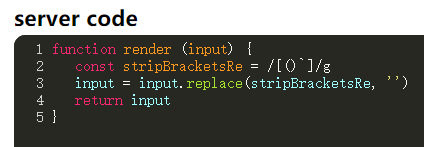 server code
1 function render (input) {
2 const stripBracketsRe = /[()`]/g
3 input = input.replace(stripBracketsRe, '')
4 return input
5 }